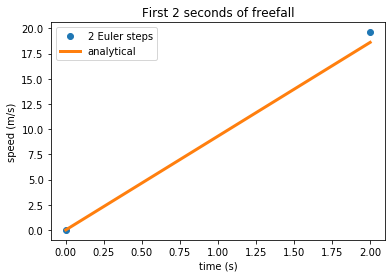 First 2 seconds of freefall
20.0
17.5
15.0
12.5
10.0
7.5
5.0
2.5
0.0
speed (m/s)
2 Euler steps
analytical
0.00 0.25 0.50 0.75 1.00 1.25 1.50 1.75 2.00
time (s)